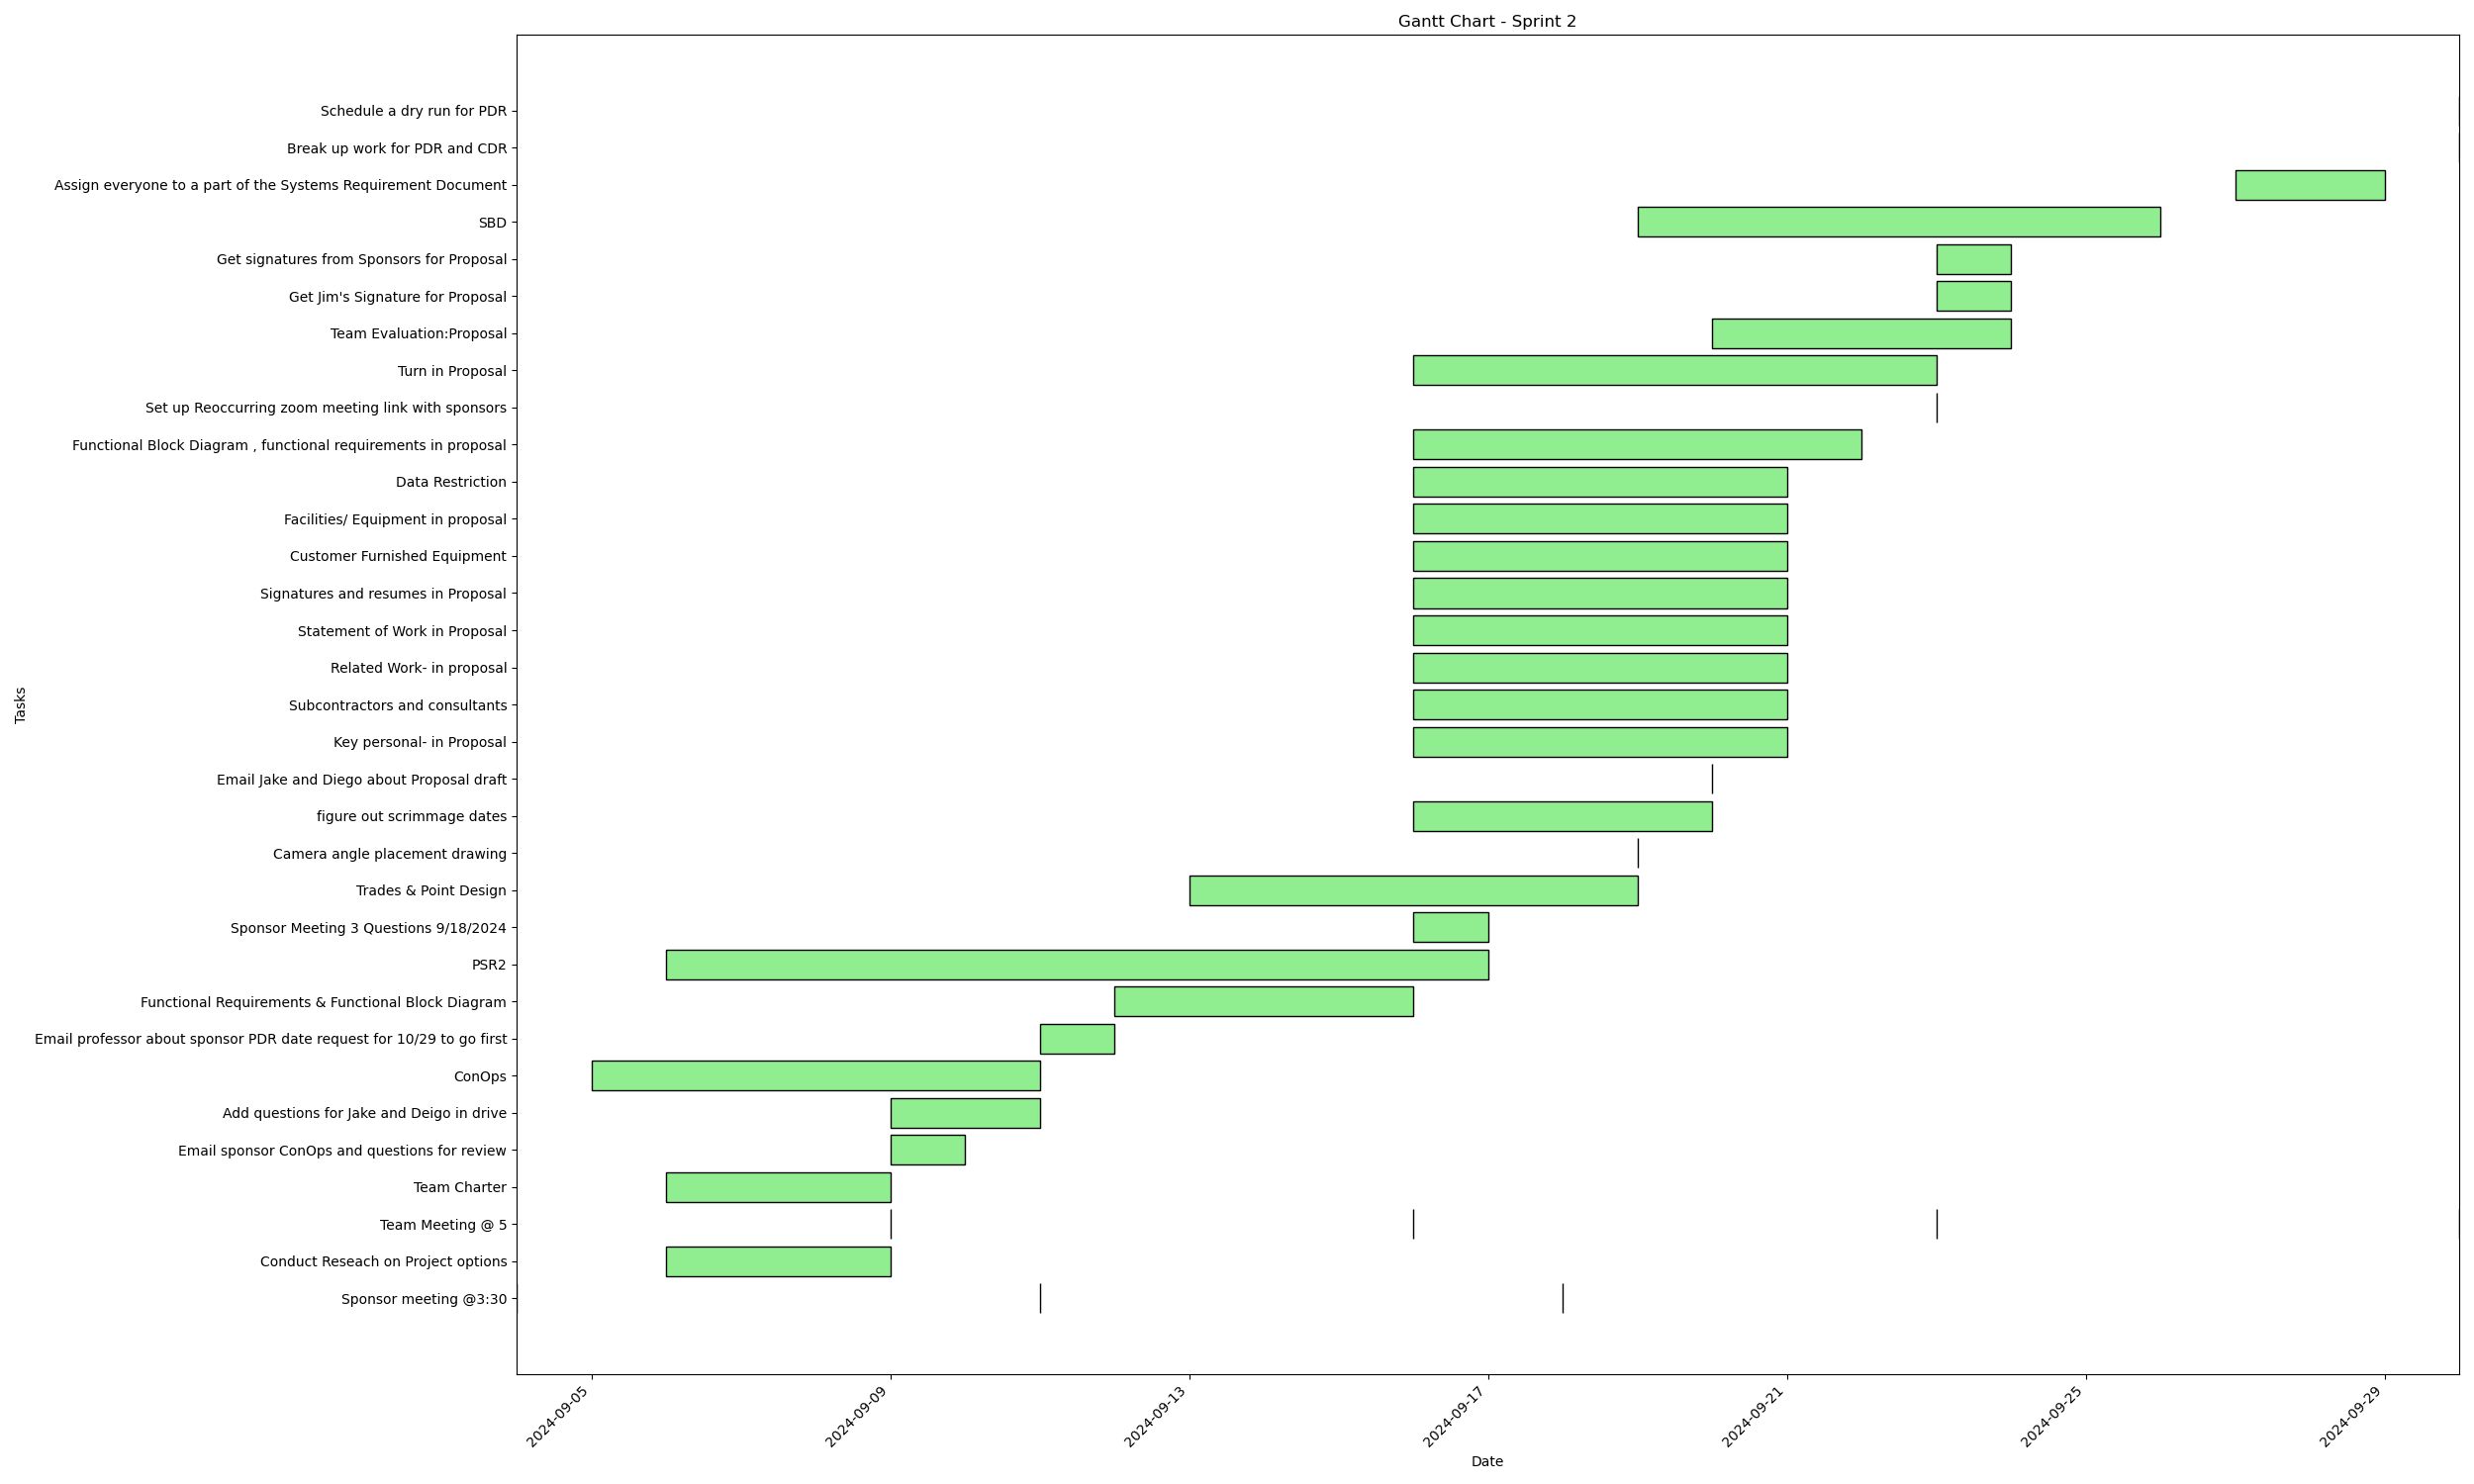 Gantt Chart - Sprint 2
Schedule a dry run for PDR
Break up work for PDR and CDR
Assign everyone to a part of the Systems Requirement Document
SBD
Get signatures from Sponsors for Proposal
Get Jim's Signature for Proposal
Team Evaluation:Proposal
Turn in Proposal
Set up Reoccurring zoom meeting link with sponsors
Functional Block Diagram , functional requirements in proposal
Data Restriction
Facilities/ Equipment in proposal
Customer Furnished Equipment
Signatures and resumes in Proposal
Statement of Work in Proposal
Related Work- in proposal
Subcontractors and consultants
Key personal- in Proposal
Email Jake and Diego about Proposal draft
figure out scrimmage dates
Camera angle placement drawing
Trades & Point Design
Sponsor Meeting 3 Questions 9/18/2024
PSR2
Functional Requirements & Functional Block Diagram
Email professor about sponsor PDR date request for 10/29 to go first
ConOps
Add questions for Jake and Deigo in drive
Email sponsor ConOps and questions for review
Team Charter
Team Meeting @ 5
Conduct Reseach on Project options
Sponsor meeting @3:30
Tasks
2024-09-05
2024-09-09
2024-09-13
2024-09-17
2024-09-21
2024-09-25
2024-09-29
Date